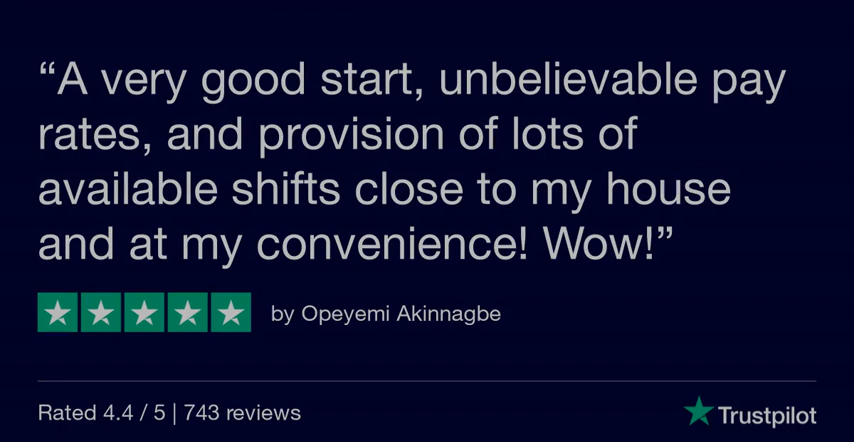 “A very good start, unbelievable pay
rates, and provision of lots of
available shifts close to my house
and at my convenience! Wow!”
by Opeyemi Akinnagbe
Rated 4.4 / 5 | 743 reviews
Trustpilot